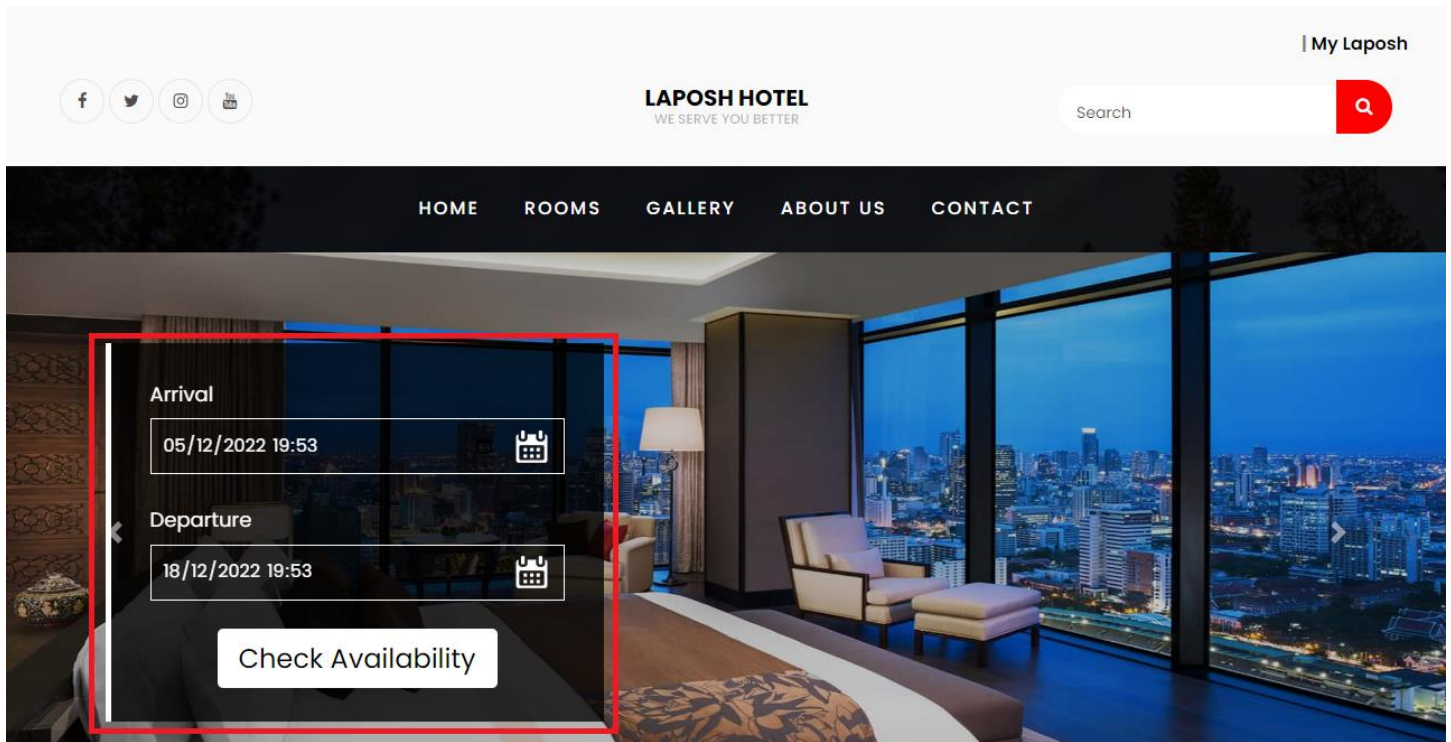 | My Laposh
LAPOSH HOTEL
WE SERVE YOU BETTER
Search
HOME ROOMS GALLERY ABOUT US CONTACT
Arrival
05/12/2022 19:53
Departure
18/12/2022 19:53
Check Availability